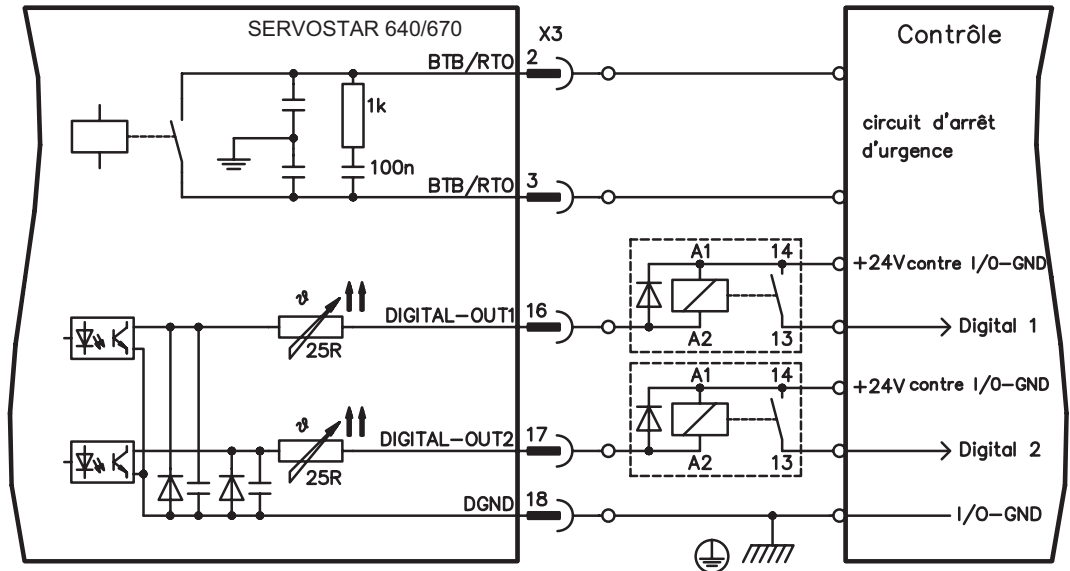 SERVOSTAR 640/670
X3
Contrôle
BTB/RTO 2
1k
100n
circuit d'arrêt
d'urgence
BTB/RTO 3
A1 14
+24V contre I/O-GND
ϑ
25R
DIGITAL-OUT1 16
A2 13
Digital 1
A1 14
+24V contre I/O-GND
ϑ
25R
DIGITAL-OUT2 17
A2 13
Digital 2
DGND 18
I/O-GND